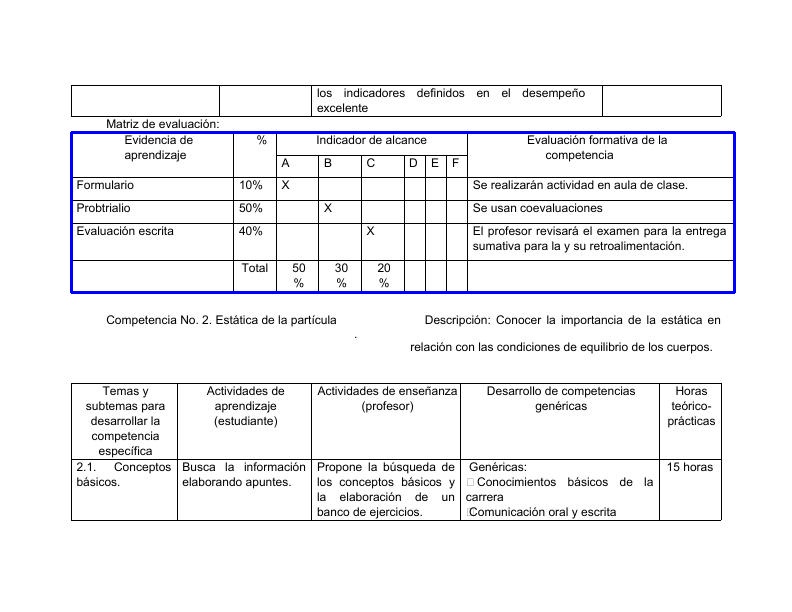 los indicadores definidos en el desempeño
excelente
Matriz de evaluación:
Evidencia de
aprendizaje
%
Indicador de alcance
Evaluación formativa de la
competencia
A B C D E F
Formulario 10% X Se realizarán actividad en aula de clase.
Probtrialio 50% X Se usan coevaluaciones
Evaluación escrita 40% X El profesor revisará el examen para la entrega
sumativa para la y su retroalimentación.
Total 50 30 20
% % %
Competencia No. 2. Estática de la partícula
Descripción: Conocer la importancia de la estática en
.
relación con las condiciones de equilibrio de los cuerpos.
Temas y
subtemas para
desarrollar la
competencia
específica
Actividades de
aprendizaje
(estudiante)
Actividades de enseñanza
(profesor)
Desarrollo de competencias
genéricas
Horas
teórico-
prácticas
2.1. Conceptos
básicos.
Busca la información
elaborando apuntes.
Propone la búsqueda de
los conceptos básicos y
la elaboración de un
banco de ejercicios.
Genéricas:
Conocimientos básicos de la
carrera
Comunicación oral y escrita
15 horas